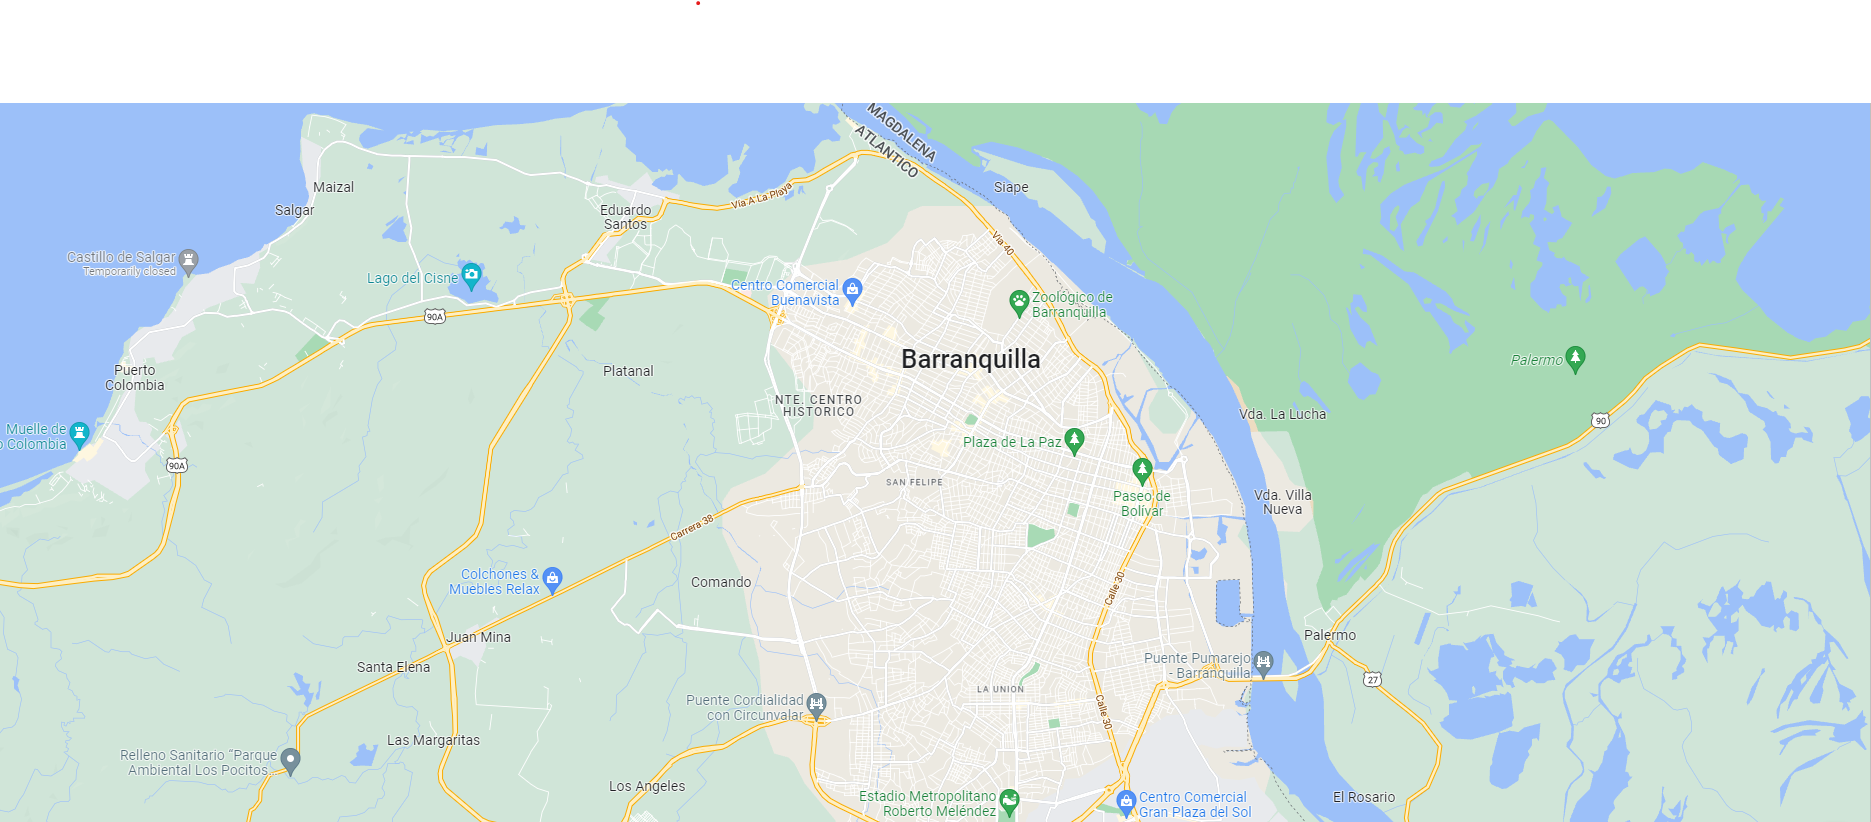 MAGDALENA
ATLANTICO
Maizal
Siape
Salgar
Vía A La Playa
Eduardo
Santos
Vía 40
Castillo de Salgar
Temporarily closed
Lago del Cisne
Centro Comercial
Buenavista
Zoológico de
Barranquilla
90A
Barranquilla
Puerto
Colombia
Platanal
Palermo
NTE. CENTRO
HISTORICO
Vda. La Lucha
90
Muelle de
o Colombia
Plaza de La Paz
90A
SAN FELIPE
Paseo de
Bolívar
Vda. Villa
Nueva
Carrera 38
Colchones &
Muebles Relax
Comando
Calle 30
Juan Mina
Palermo
Santa Elena
Puente Pumarejo
- Barranquilla
27
LA UNION
Puente Cordialidad
con Circunvalar
Calle 30
Las Margaritas
Relleno Sanitario “Parque
Ambiental Los Pocitos...
Los Angeles
Estadio Metropolitano
Roberto Meléndez
Centro Comercial
Gran Plaza del Sol
El Rosario